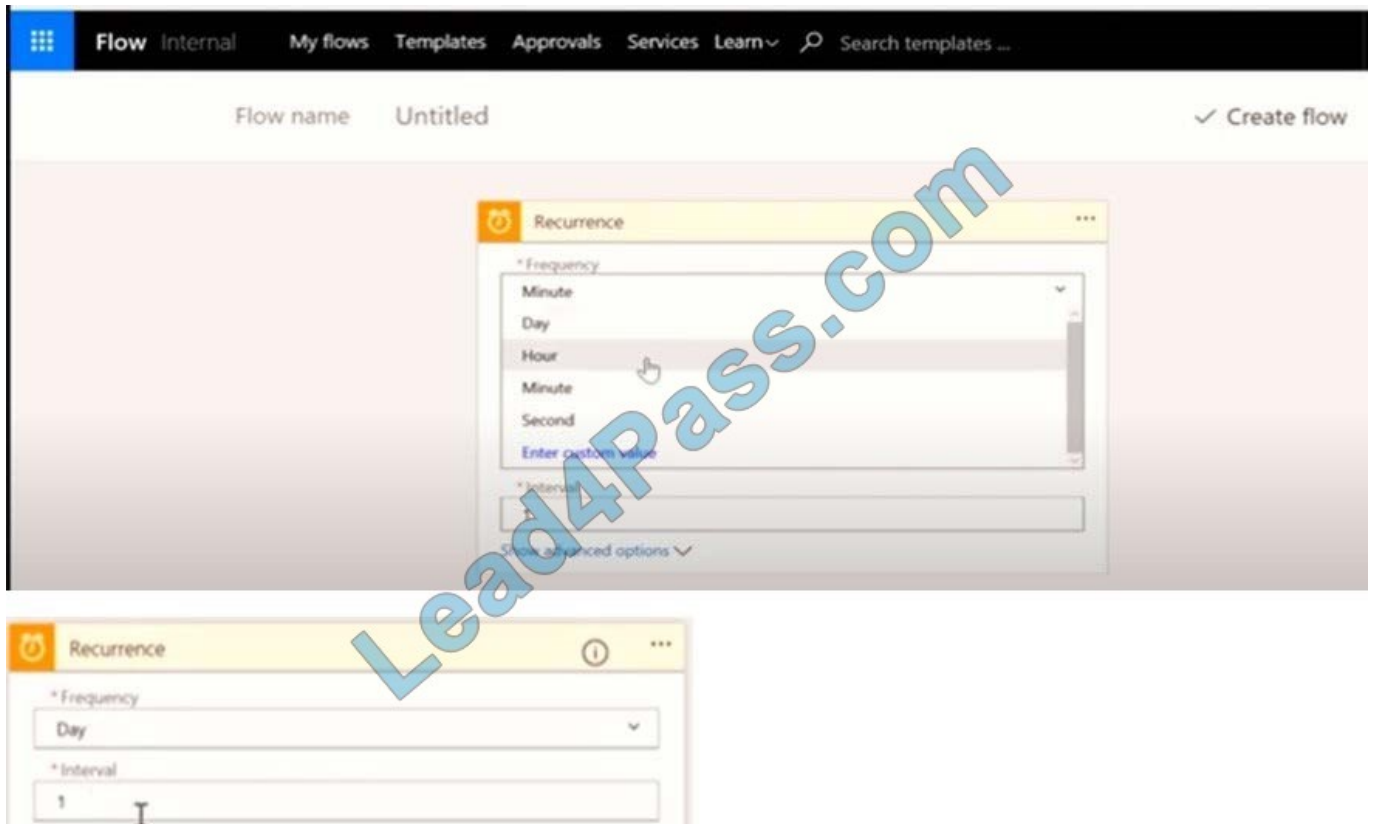 Flow Internal My flows Templates Approvals Services Learn Search templates ...
Flow name Untitled Create flow
Recurrence ...
* Frequency
Minute
Day
Hour
Minute
Second
Enter custom value
* Interval
Show advanced options
Lead4Pass.com
Recurrence ...
* Frequency
Day
* Interval
1